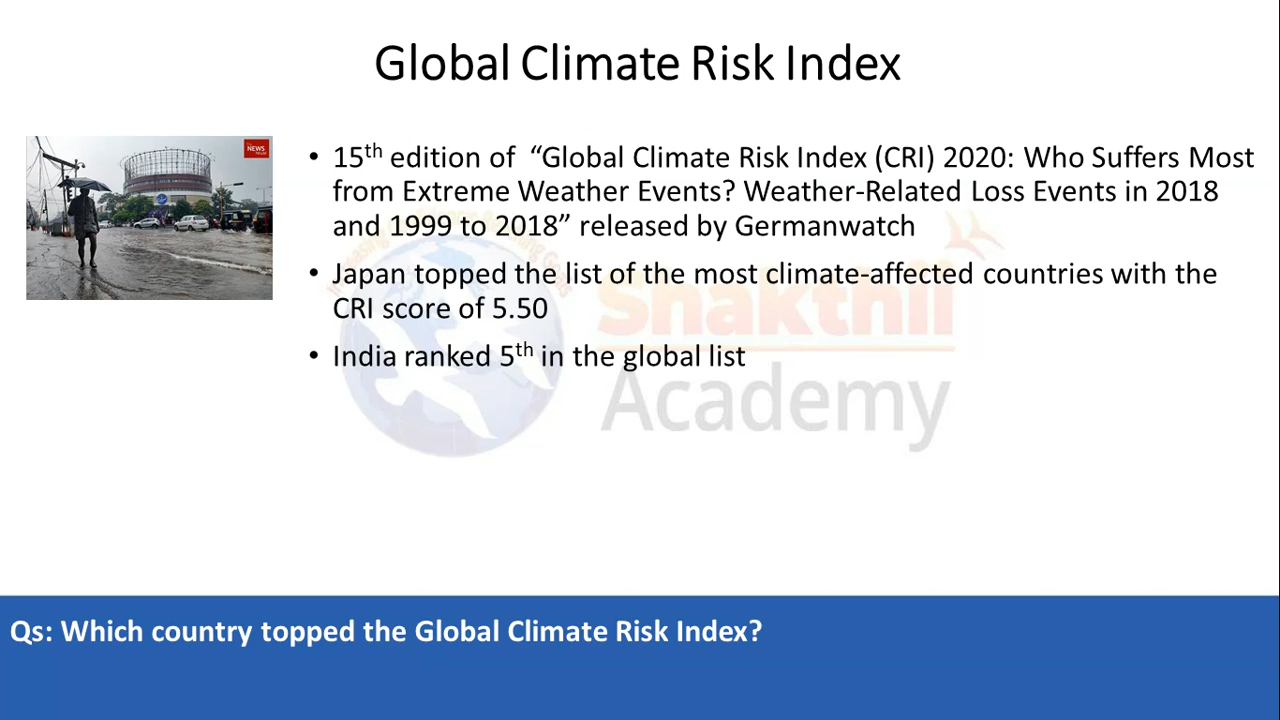 Global Climate Risk Index
NEWS
• 15th edition of “Global Climate Risk Index (CRI) 2020: Who Suffers Most
from Extreme Weather Events? Weather-Related Loss Events in 2018
and 1999 to 2018” released by Germanwatch
• Japan topped the list of the most climate-affected countries with the
CRI score of 5.50
• India ranked 5th in the global list
Shakthii
Academy
Qs: Which country topped the Global Climate Risk Index?